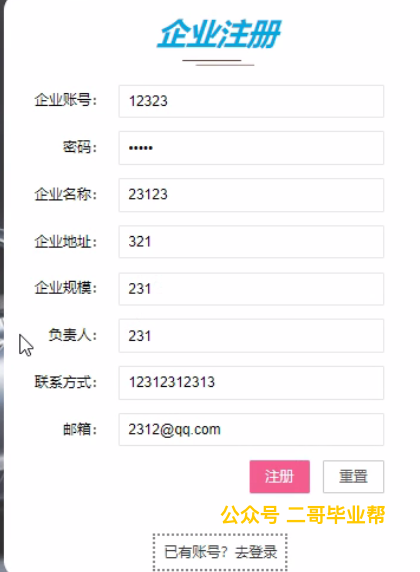 企业注册
企业账号： 12323
密码： •••••
企业名称： 23123
企业地址： 321
企业规模： 231
负责人： 231
联系方式： 12312312313
邮箱： 2312@qq.com
注册 重置
公众号 二哥毕业帮
已有账号？去登录